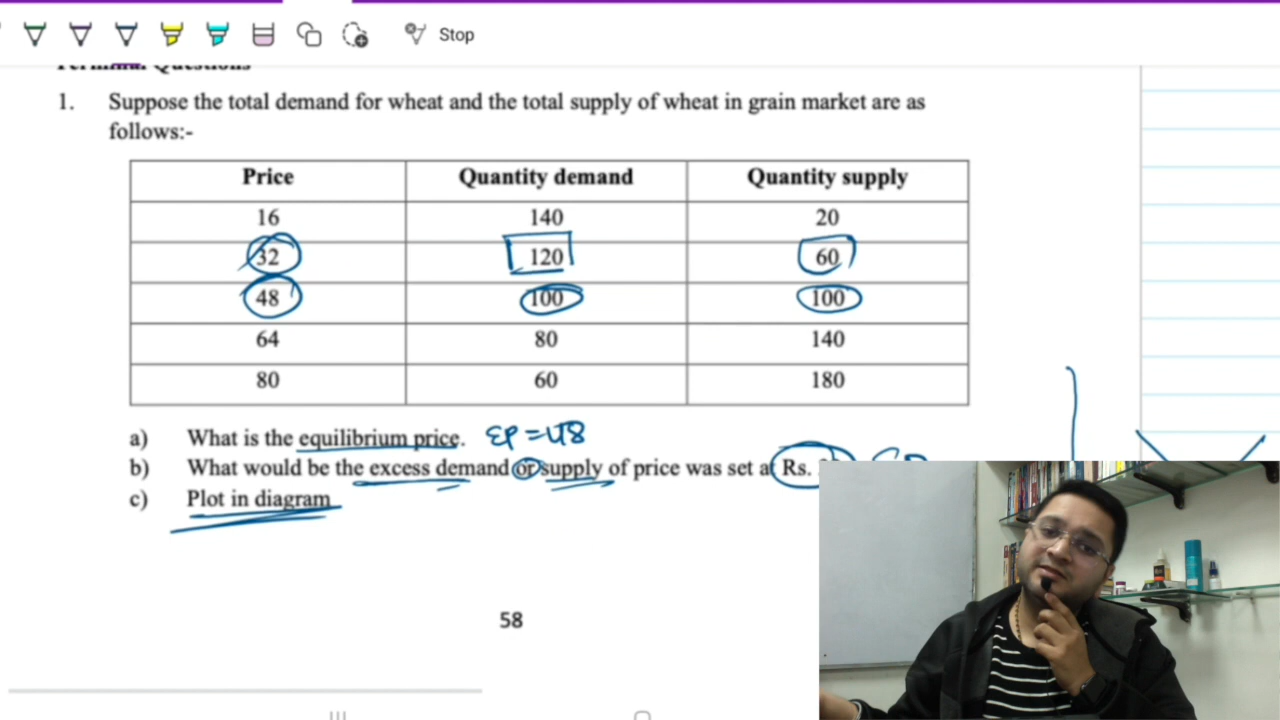 Stop
Terminal Questions
1. Suppose the total demand for wheat and the total supply of wheat in grain market are as
follows:-
Price Quantity demand Quantity supply
16 140 20
32 120 60
48 100 100
64 80 140
80 60 180
a) What is the equilibrium price. EP = 48
b) What would be the excess demand or supply of price was set at Rs.
c) Plot in diagram
58